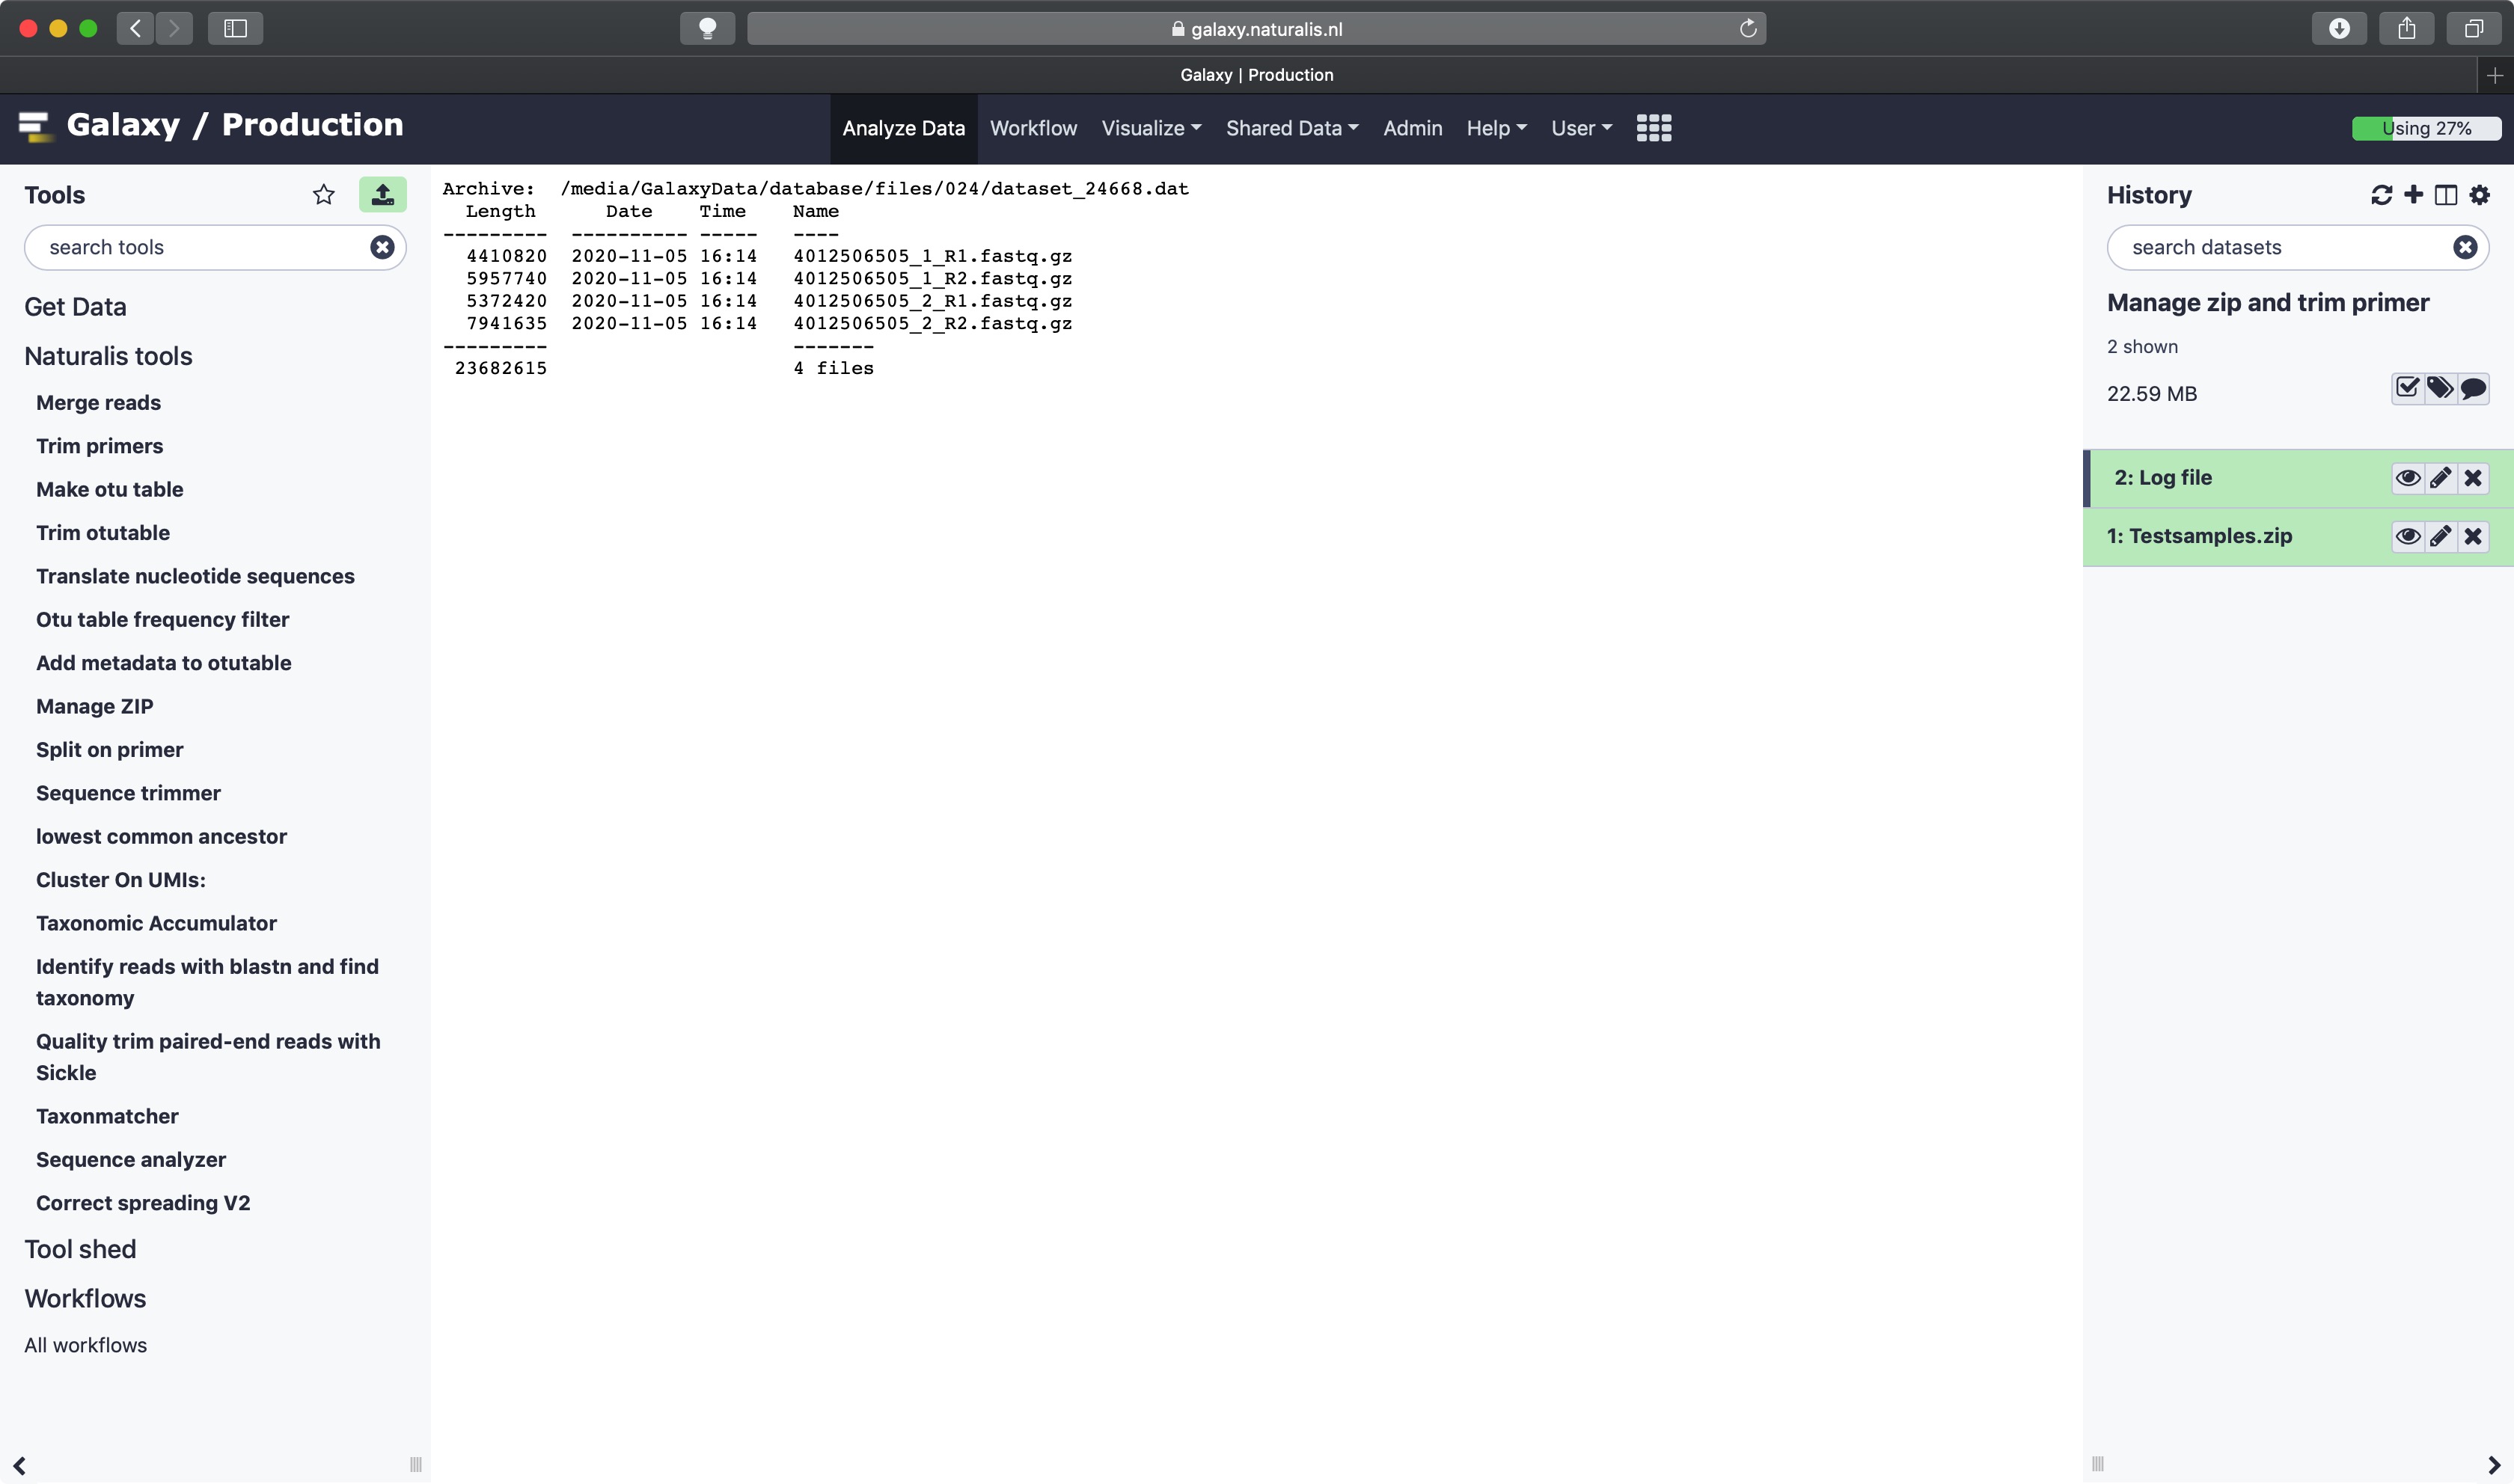 galaxy.naturalis.nl
Galaxy | Production
Galaxy / Production
Analyze Data Workflow Visualize Shared Data Admin Help User
Using 27%
Tools
search tools
Get Data
Naturalis tools
Merge reads
Trim primers
Make otu table
Trim otutable
Translate nucleotide sequences
Otu table frequency filter
Add metadata to otutable
Manage ZIP
Split on primer
Sequence trimmer
lowest common ancestor
Cluster On UMIs:
Taxonomic Accumulator
Identify reads with blastn and find
taxonomy
Quality trim paired-end reads with
Sickle
Taxonmatcher
Sequence analyzer
Correct spreading V2
Tool shed
Workflows
All workflows
Archive:  /media/GalaxyData/database/files/024/dataset_24668.dat
  Length      Date    Time    Name
---------  ---------- -----   ----
  4410820  2020-11-05 16:14   4012506505_1_R1.fastq.gz
  5957740  2020-11-05 16:14   4012506505_1_R2.fastq.gz
  5372420  2020-11-05 16:14   4012506505_2_R1.fastq.gz
  7941635  2020-11-05 16:14   4012506505_2_R2.fastq.gz
---------                     -------
 23682615                     4 files
History
search datasets
Manage zip and trim primer
2 shown
22.59 MB
2: Log file
1: Testsamples.zip